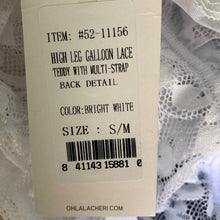 ITEM: #52-11156
HIGH LEG GALLOON LACE
TEDDY WITH MULTI-STRAP
BACK DETAIL
COLOR:BRIGHT WHITE
SIZE : S/M
8 41143 15881 0
OHLALACHERI.COM